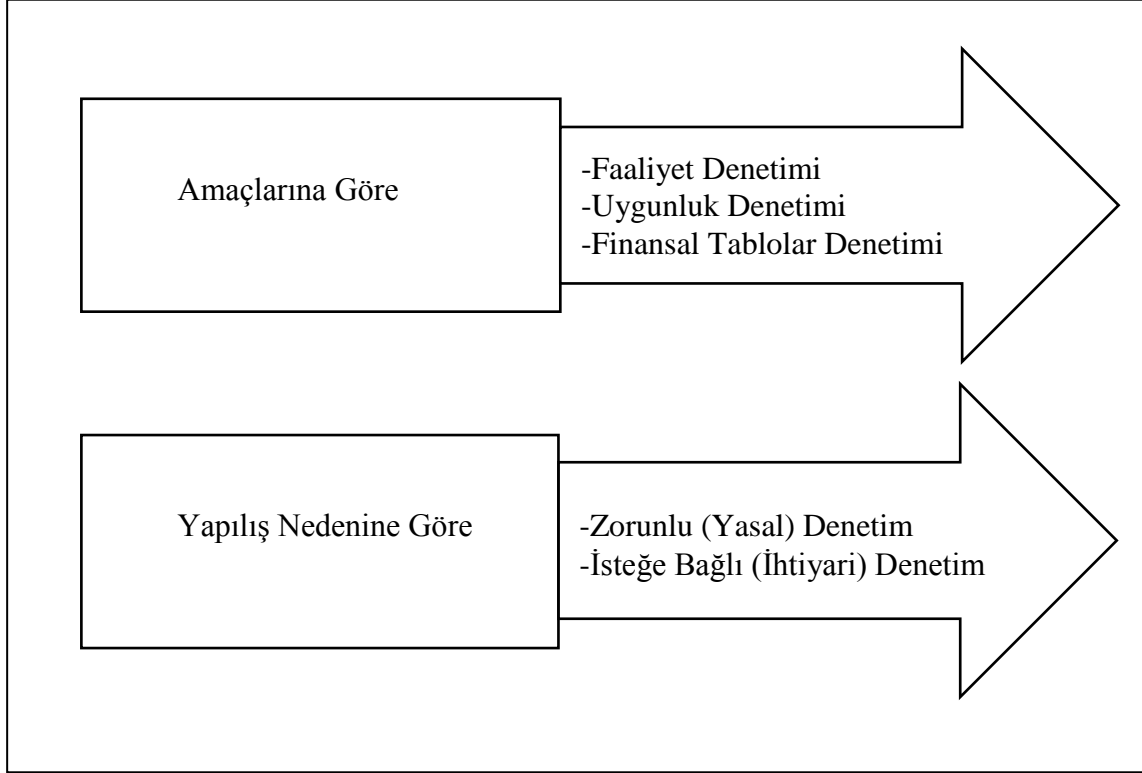 Amaçlarına Göre
-Faaliyet Denetimi
-Uygunluk Denetimi
-Finansal Tablolar Denetimi
Yapılış Nedenine Göre
-Zorunlu (Yasal) Denetim
-İsteğe Bağlı (İhtiyari) Denetim